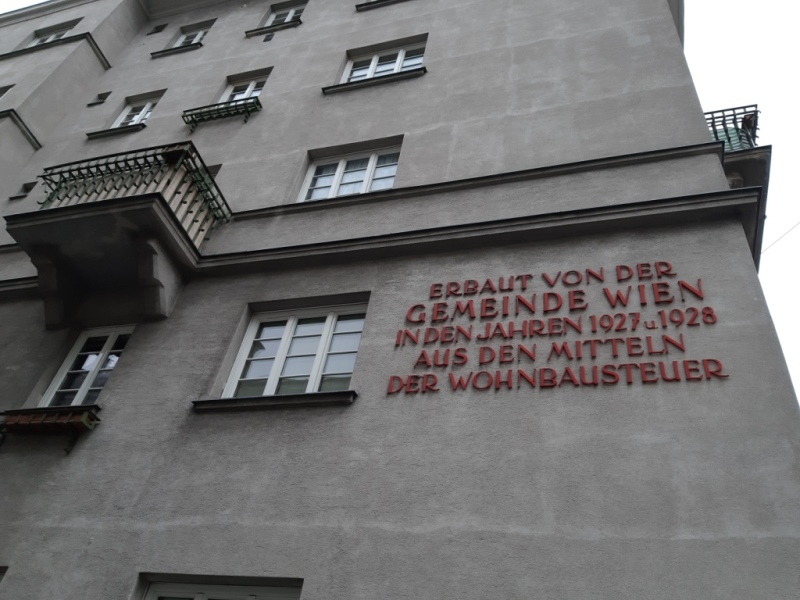 ERBAUT VON DER
GEMEINDE WIEN
IN DEN JAHREN 1927 u. 1928
AUS DEN MITTELN
DER WOHNBAUSTEUER